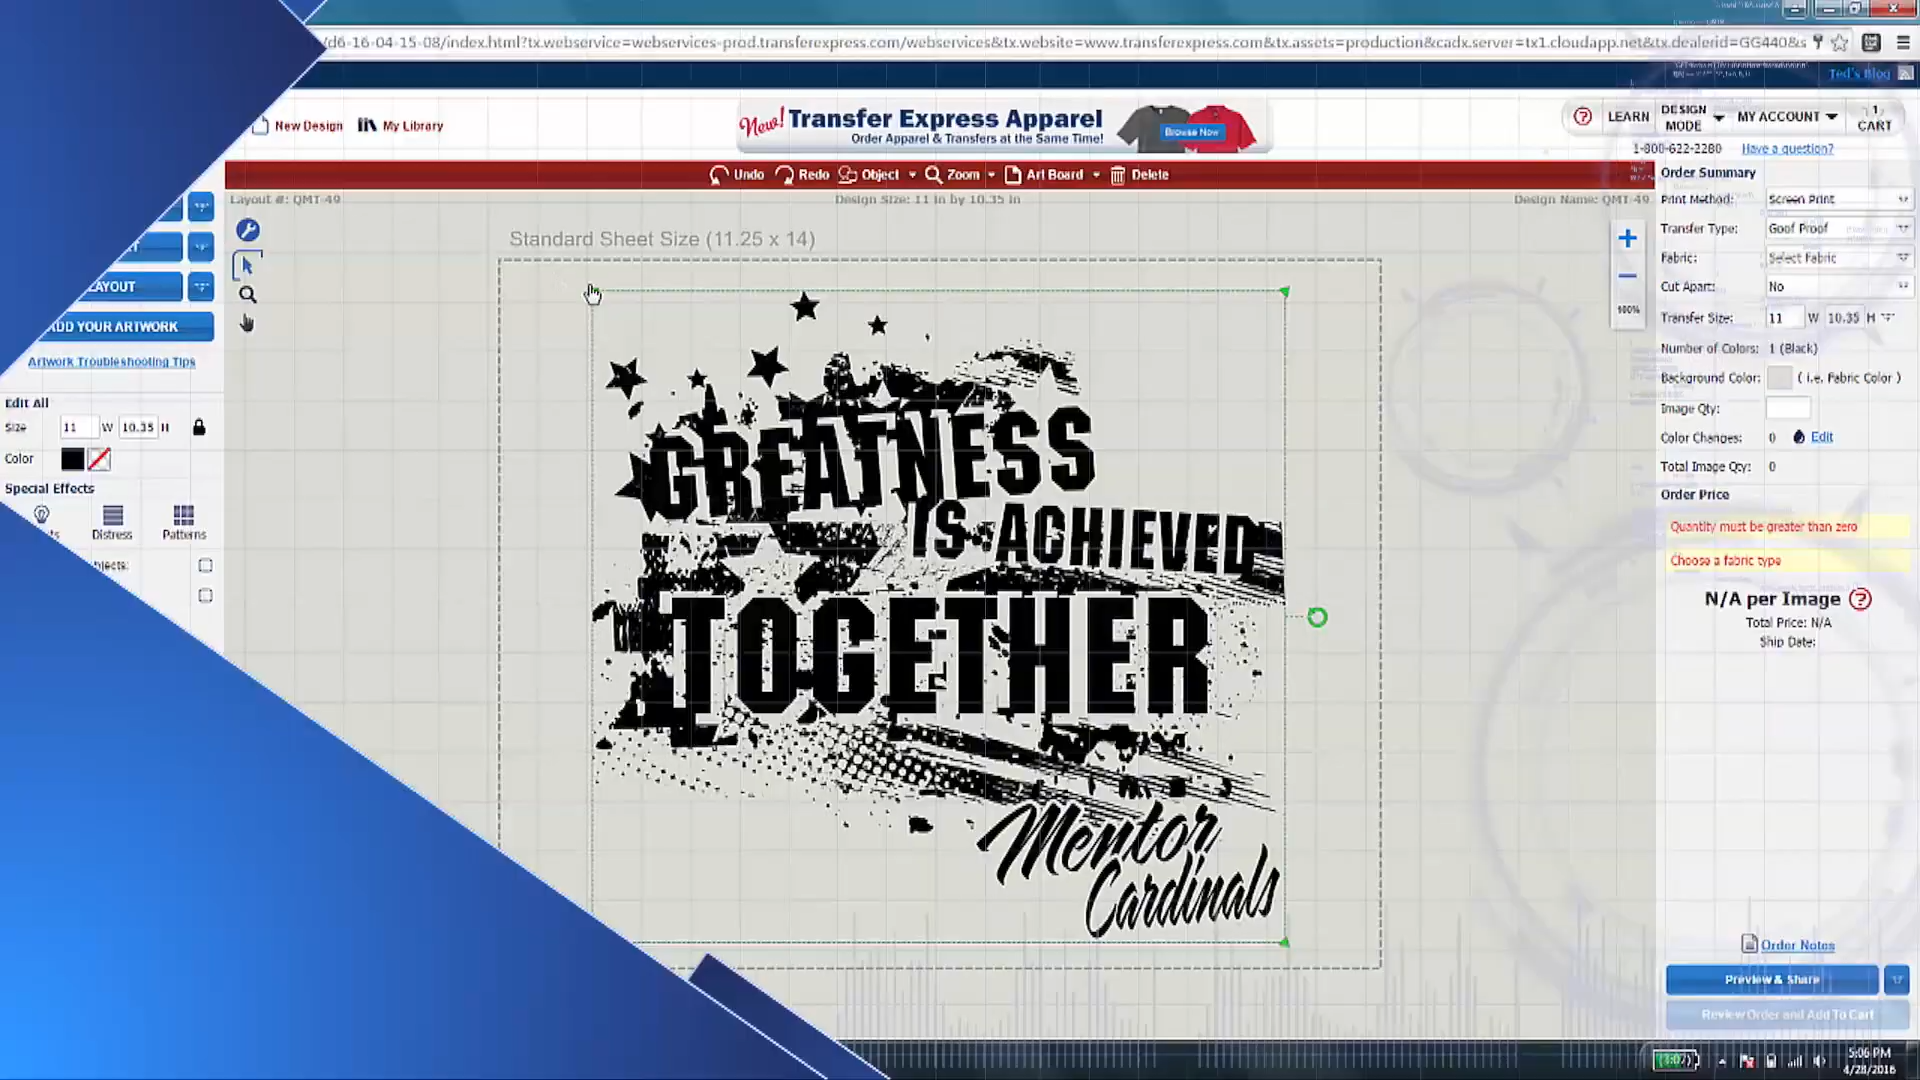 /d6-16-04-15-08/index.html?tx.webservice=webservices-prod.transferexpress.com/webservices&tx.website=www.transferexpress.com&tx.assets=production&cadx.server=tx1.cloudapp.net&tx.dealerid=GG440&s
Ted's Blog
New Design
My Library
New! Transfer Express Apparel
Order Apparel & Transfers at the Same Time!
Browse Now
LEARN
DESIGN MODE
MY ACCOUNT
1
CART
1-800-622-2280
Have a question?
Undo
Redo
Object
Zoom
Art Board
Delete
Layout #: QMT-49
Design Size: 11 in by 10.35 in
Design Name: QMT-49
LAYOUT
ADD YOUR ARTWORK
Artwork Troubleshooting Tips
Edit All
Size 11 W 10.35 H
Color
Special Effects
Distress
Patterns
Standard Sheet Size (11.25 x 14)
100%
GREATNESS
IS ACHIEVED
TOGETHER
Mentor
Cardinals
Order Summary
Print Method: Screen Print
Transfer Type: Goof Proof
Fabric: Select Fabric
Cut Apart: No
Transfer Size: 11 W 10.35 H
Number of Colors: 1 (Black)
Background Color: ( i.e. Fabric Color )
Image Qty:
Color Changes: 0 Edit
Total Image Qty: 0
Order Price
Quantity must be greater than zero
Choose a fabric type
N/A per Image
Total Price: N/A
Ship Date:
Order Notes
Preview & Share
Review Order and Add To Cart
5:06 PM
4/28/2016